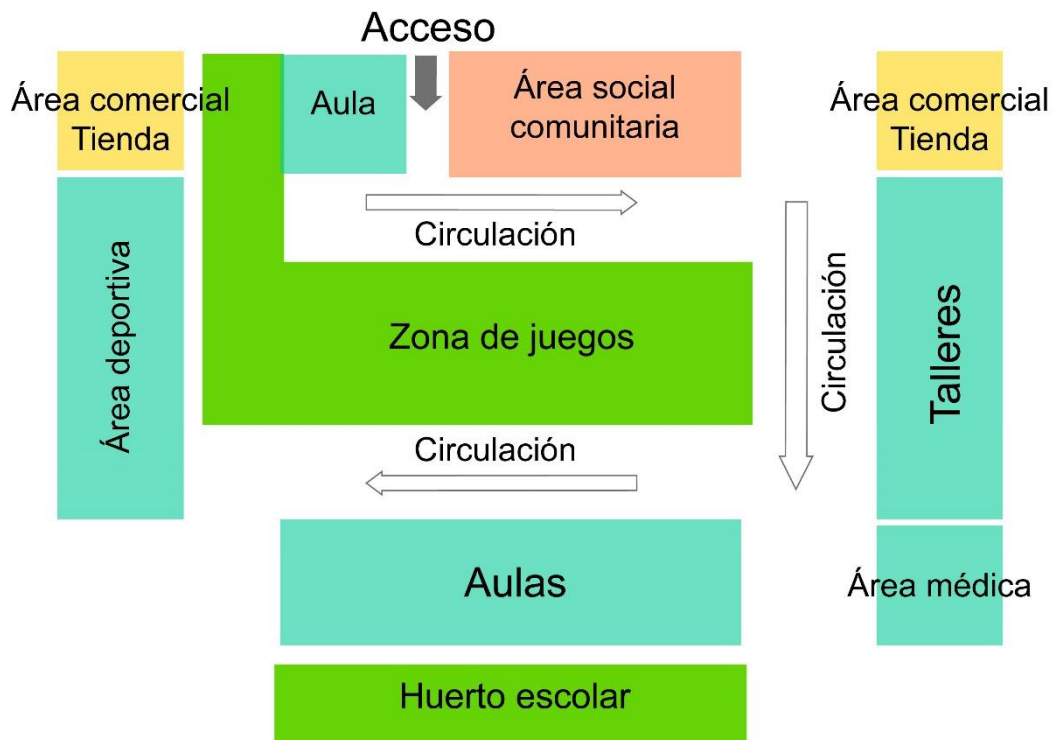 Acceso
Área comercial
Tienda
Aula
Área social
comunitaria
Área comercial
Tienda
Circulación
Área deportiva
Zona de juegos
Circulación
Talleres
Circulación
Aulas
Área médica
Huerto escolar